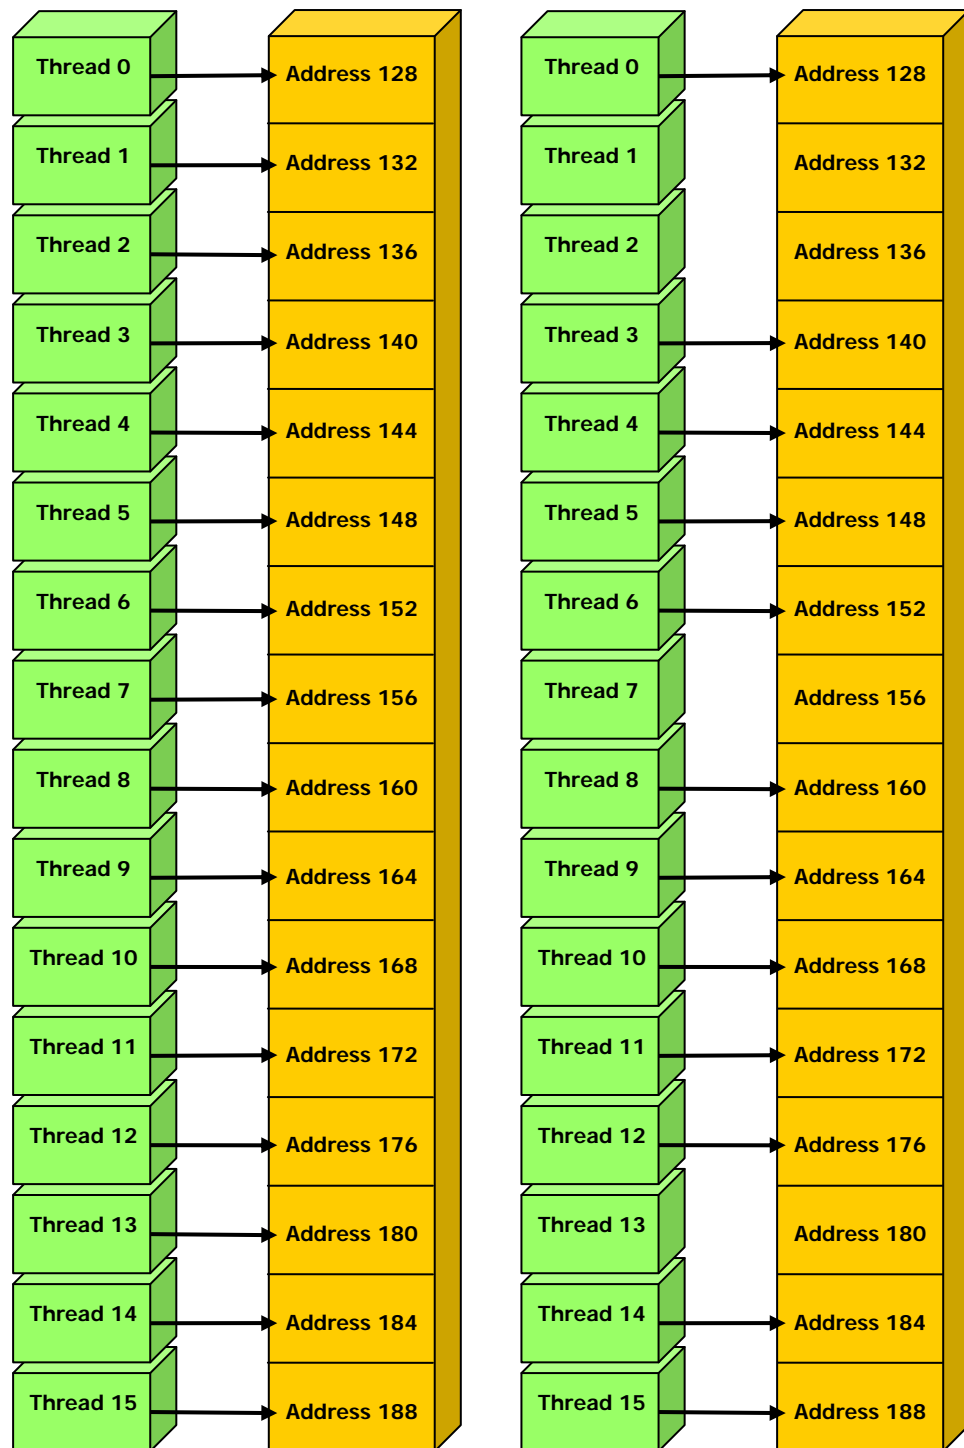 Thread 0 Address 128 Thread 0 Address 128
Thread 1 Address 132 Thread 1 Address 132
Thread 2 Address 136 Thread 2 Address 136
Thread 3 Address 140 Thread 3 Address 140
Thread 4 Address 144 Thread 4 Address 144
Thread 5 Address 148 Thread 5 Address 148
Thread 6 Address 152 Thread 6 Address 152
Thread 7 Address 156 Thread 7 Address 156
Thread 8 Address 160 Thread 8 Address 160
Thread 9 Address 164 Thread 9 Address 164
Thread 10 Address 168 Thread 10 Address 168
Thread 11 Address 172 Thread 11 Address 172
Thread 12 Address 176 Thread 12 Address 176
Thread 13 Address 180 Thread 13 Address 180
Thread 14 Address 184 Thread 14 Address 184
Thread 15 Address 188 Thread 15 Address 188